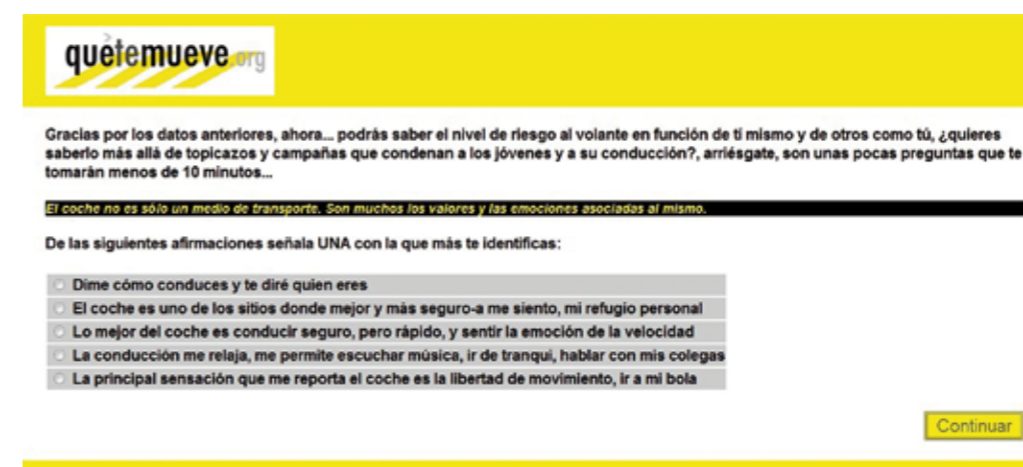 quétemueve.org
Gracias por los datos anteriores, ahora... podrás saber el nivel de riesgo al volante en función de ti mismo y de otros como tú, ¿quieres
saberlo más allá de topicazos y campañas que condenan a los jóvenes y a su conducción?, arriésgate, son unas pocas preguntas que te
tomarán menos de 10 minutos...
El coche no es sólo un medio de transporte. Son muchos los valores y las emociones asociadas al mismo.
De las siguientes afirmaciones señala UNA con la que más te identificas:
Dime cómo conduces y te diré quien eres
El coche es uno de los sitios donde mejor y más seguro-a me siento, mi refugio personal
Lo mejor del coche es conducir seguro, pero rápido, y sentir la emoción de la velocidad
La conducción me relaja, me permite escuchar música, ir de tranqui, hablar con mis colegas
La principal sensación que me reporta el coche es la libertad de movimiento, ir a mi bola
Continuar